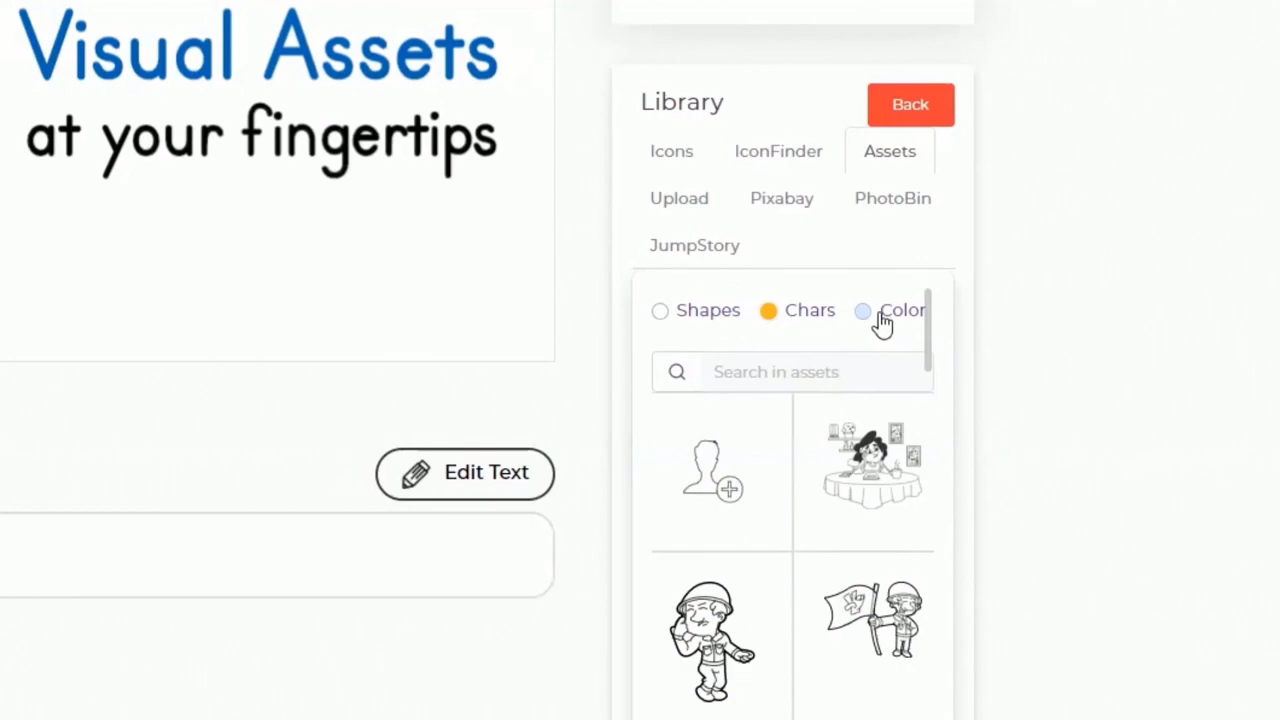 Visual Assets
at your fingertips
Library
Back
Icons IconFinder Assets
Upload Pixabay PhotoBin
JumpStory
Shapes Chars Color
Search in assets
Edit Text